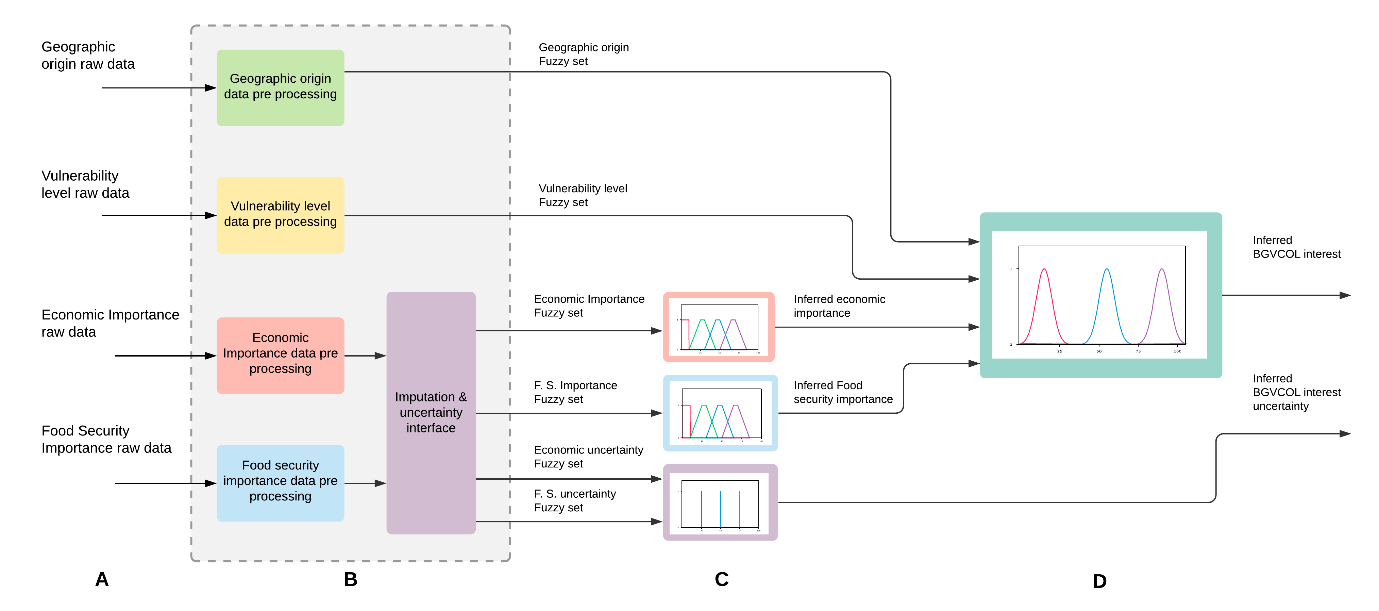 Geographic
origin raw data
Geographic origin
data pre processing
Geographic origin
Fuzzy set
Vulnerability
level raw data
Vulnerability level
data pre processing
Vulnerability level
Fuzzy set
Economic Importance
raw data
Economic
Importance data pre
processing
Food Security
Importance raw data
Food security
importance data pre
processing
Imputation &
uncertainty
interface
Economic Importance
Fuzzy set
F. S. Importance
Fuzzy set
Economic uncertainty
Fuzzy set
F. S. uncertainty
Fuzzy set
Inferred economic
importance
Inferred Food
security importance
Inferred
BGVCOL interest
Inferred
BGVCOL interest
uncertainty
A
B
C
D